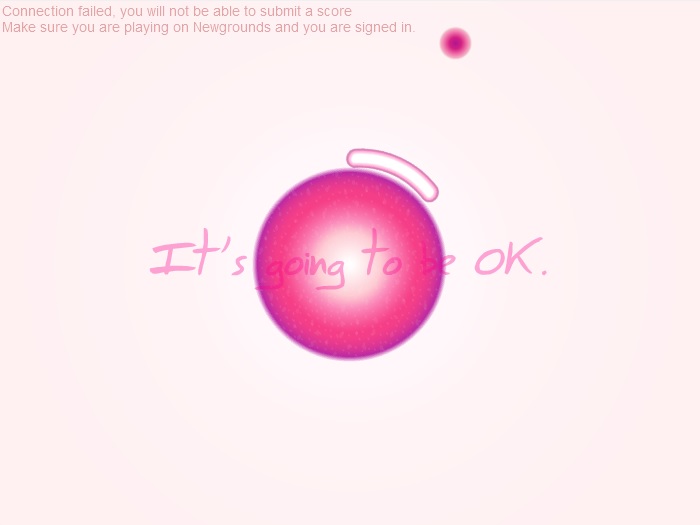 Connection failed, you will not be able to submit a score
Make sure you are playing on Newgrounds and you are signed in.
It's going to be OK.